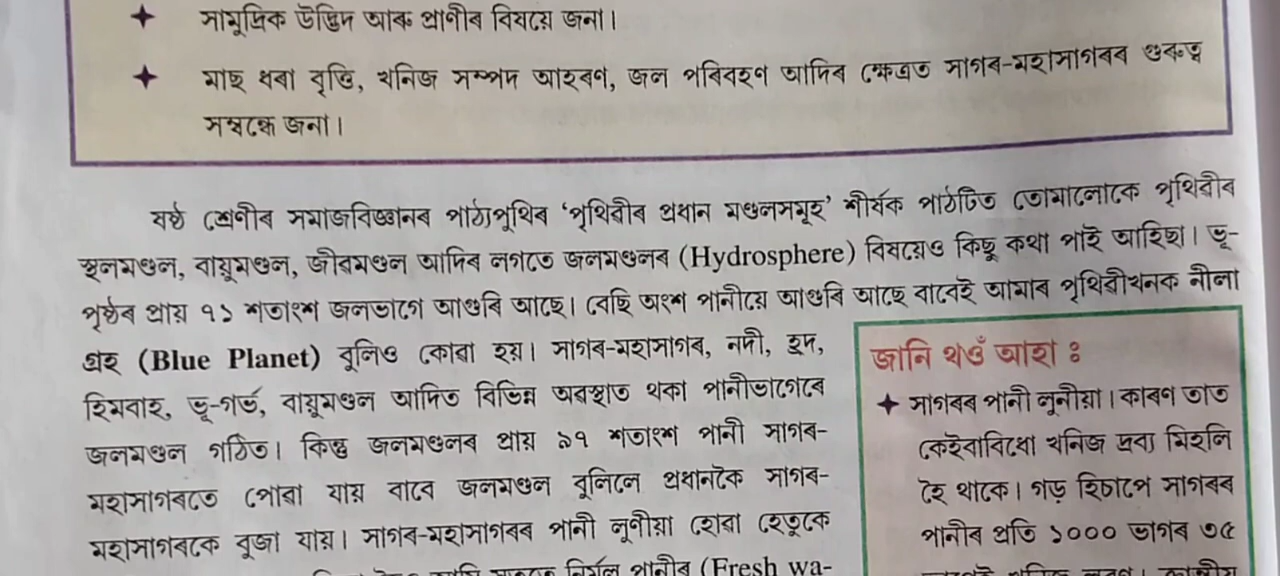 সামুদ্ৰিক উদ্ভিদ আৰু প্ৰাণীৰ বিষয়ে জনা।
মাছ ধৰা বৃত্তি, খনিজ সম্পদ আহৰণ, জল পৰিবহণ আদিৰ ক্ষেত্ৰত সাগৰ-মহাসাগৰৰ গুৰুত্ব
সম্বন্ধে জনা।
ষষ্ঠ শ্ৰেণীৰ সমাজবিজ্ঞানৰ পাঠ্যপুথিৰ ‘পৃথিৱীৰ প্ৰধান মণ্ডলসমূহ’ শীৰ্ষক পাঠটিত তোমালোকে পৃথিৱীৰ
স্থলমণ্ডল, বায়ুমণ্ডল, জীৱমণ্ডল আদিৰ লগতে জলমণ্ডলৰ (Hydrosphere) বিষয়েও কিছু কথা পাই আহিছা। ভূ-
পৃষ্ঠৰ প্ৰায় ৭১ শতাংশ জলভাগে আগুৰি আছে। বেছি অংশ পানীয়ে আগুৰি আছে বাবেই আমাৰ পৃথিৱীখনক নীলা
গ্ৰহ (Blue Planet) বুলিও কোৱা হয়। সাগৰ-মহাসাগৰ, নদী, হ্ৰদ,
হিমবাহ, ভূ-গৰ্ভ, বায়ুমণ্ডল আদিত বিভিন্ন অৱস্থাত থকা পানীভাগেৰে
জলমণ্ডল গঠিত। কিন্তু জলমণ্ডলৰ প্ৰায় ৯৭ শতাংশ পানী সাগৰ-
মহাসাগৰতে পোৱা যায় বাবে জলমণ্ডল বুলিলে প্ৰধানকৈ সাগৰ-
মহাসাগৰকে বুজা যায়। সাগৰ-মহাসাগৰৰ পানী লুণীয়া হোৱা হেতুকে
নিৰ্মল পানীৰ (Fresh wa-
জানি থওঁ আহা ঃ
সাগৰৰ পানী লুনীয়া। কাৰণ তাত
কেইবাবিধো খনিজ দ্ৰব্য মিহলি
হৈ থাকে। গড় হিচাপে সাগৰৰ
পানীৰ প্ৰতি ১০০০ ভাগৰ ৩৫